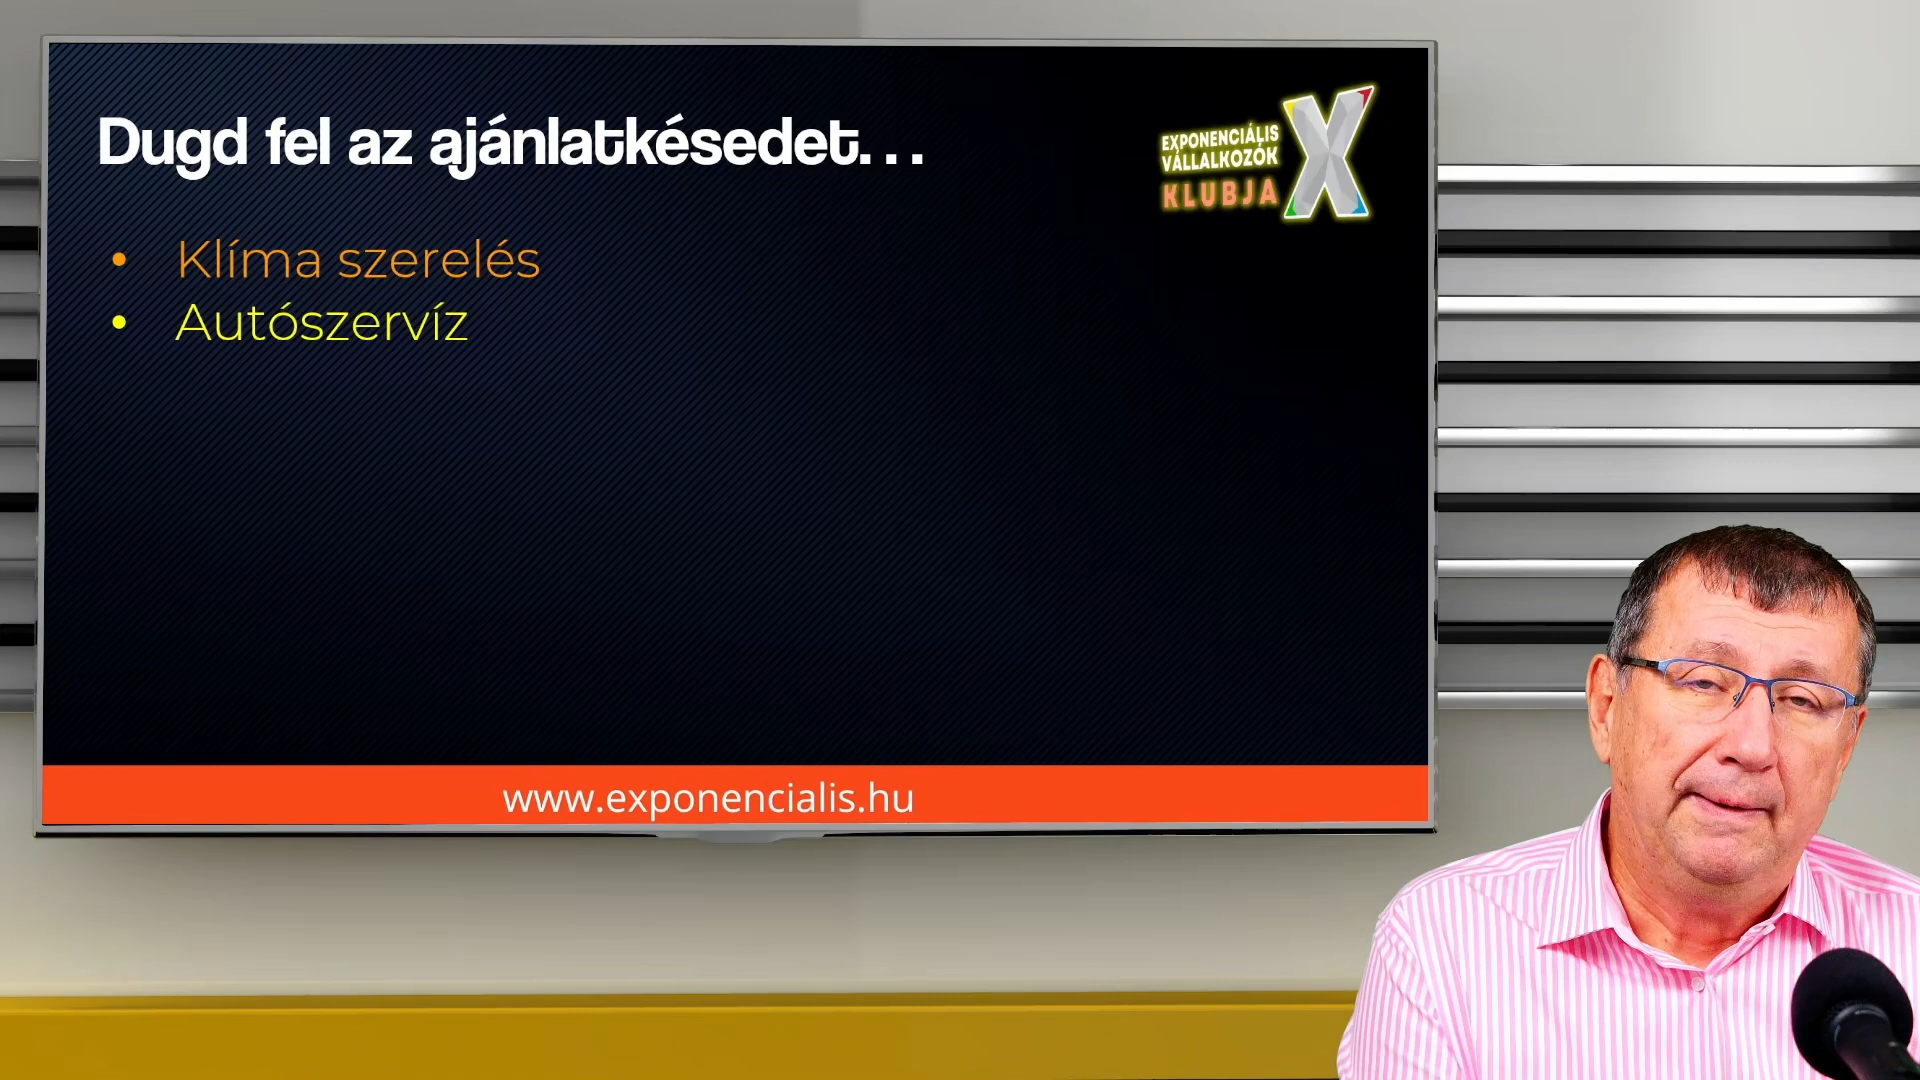 Dugd fel az ajánlatkésedet...
EXPONENCIÁLIS
VÁLLALKOZÓK
KLUBJA
X
• Klíma szerelés
• Autószervíz
www.exponencialis.hu